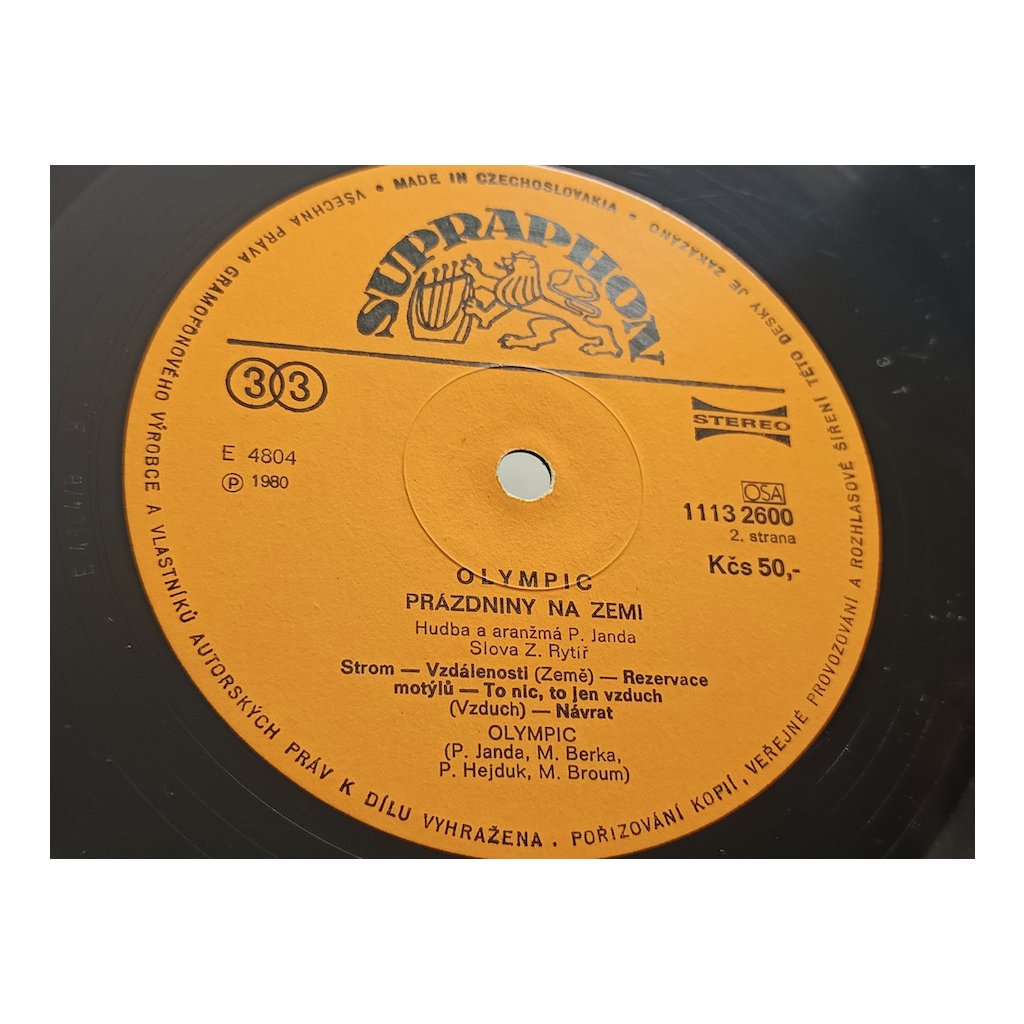 VŠECHNA PRÁVA GRAMOFONOVÉHO VÝROBCE A VLASTNÍKŮ AUTORSKÝCH PRÁV K DÍLU VYHRAŽENA . POŘIZOVÁNÍ KOPIÍ, VEŘEJNÉ PROVOZOVÁNÍ A ROZHLASOVÉ ŠÍŘENÍ TÉTO DESKY JE ZAKÁZÁNO
• MADE IN CZECHOSLOVAKIA •
SUPRAPHON
33
STEREO
E 4804
Ⓟ 1980
OSA
1113 2600
2. strana
Kčs 50,-
OLYMPIC
PRÁZDNINY NA ZEMI
Hudba a aranžmá P. Janda
Slova Z. Rytíř
Strom — Vzdálenosti (Země) — Rezervace
motýlů — To nic, to jen vzduch
(Vzduch) — Návrat
OLYMPIC
(P. Janda, M. Berka,
P. Hejduk, M. Broum)